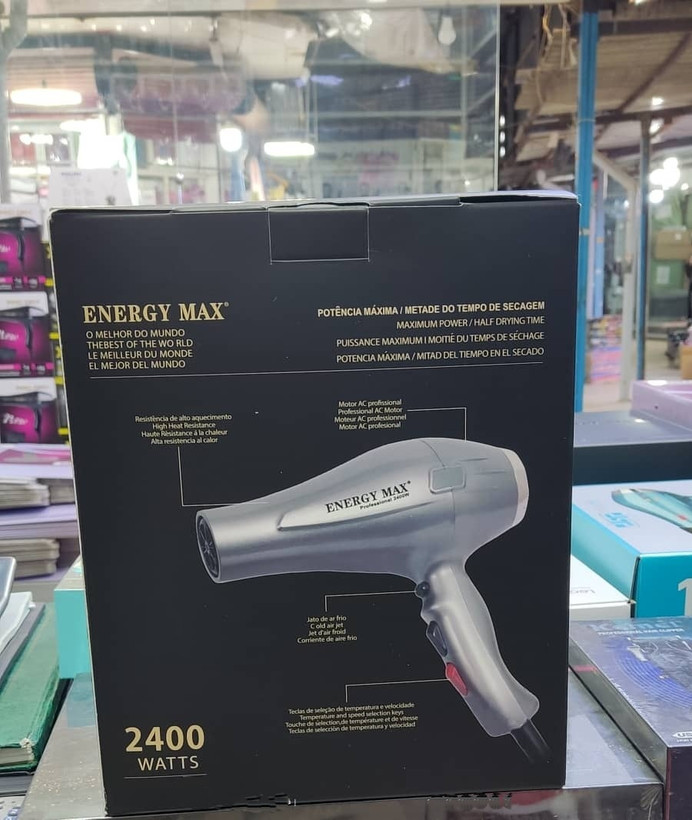 ENERGY MAX®
O MELHOR DO MUNDO
THEBEST OF THE WO RLD
LE MEILLEUR DU MONDE
EL MEJOR DEL MUNDO
POTÊNCIA MÁXIMA / METADE DO TEMPO DE SECAGEM
MAXIMUM POWER / HALF DRYING TIME
PUISSANCE MAXIMUM I MOITIÉ DU TEMPS DE SÉCHAGE
POTENCIA MÁXIMA / MITAD DEL TIEMPO EN EL SECADO
Resistência de alto aquecimento
High Heat Resistance
Haute Résistance à la chaleur
Alta resistencia al calor
Motor AC profissional
Professional AC Motor
Moteur AC professionnel
Motor AC profesional
ENERGY MAX®
Professional 2400W
Jato de ar frio
C old air jet
Jet d'air froid
Corriente de aire frio
Teclas de seleção de temperatura e velocidade
Temperature and speed selection keys
Touche de sélection,de température et de vitesse
Teclas de selección de temperatura y velocidad
2400
WATTS
New
New